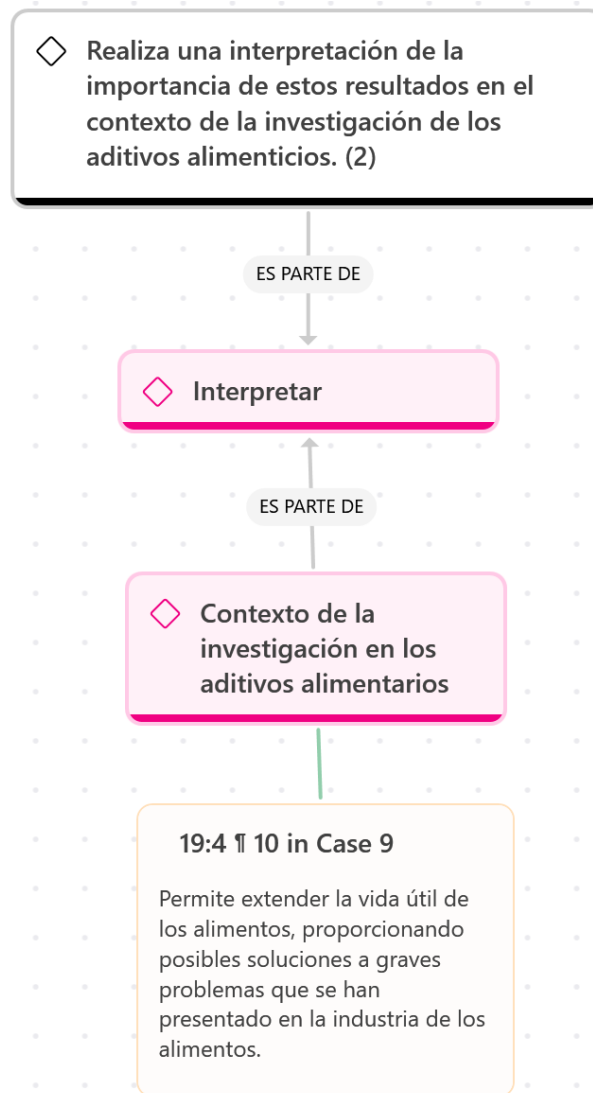 Realiza una interpretación de la
importancia de estos resultados en el
contexto de la investigación de los
aditivos alimenticios. (2)
ES PARTE DE
Interpretar
ES PARTE DE
Contexto de la
investigación en los
aditivos alimentarios
19:4 ¶ 10 in Case 9
Permite extender la vida útil de
los alimentos, proporcionando
posibles soluciones a graves
problemas que se han
presentado en la industria de los
alimentos.